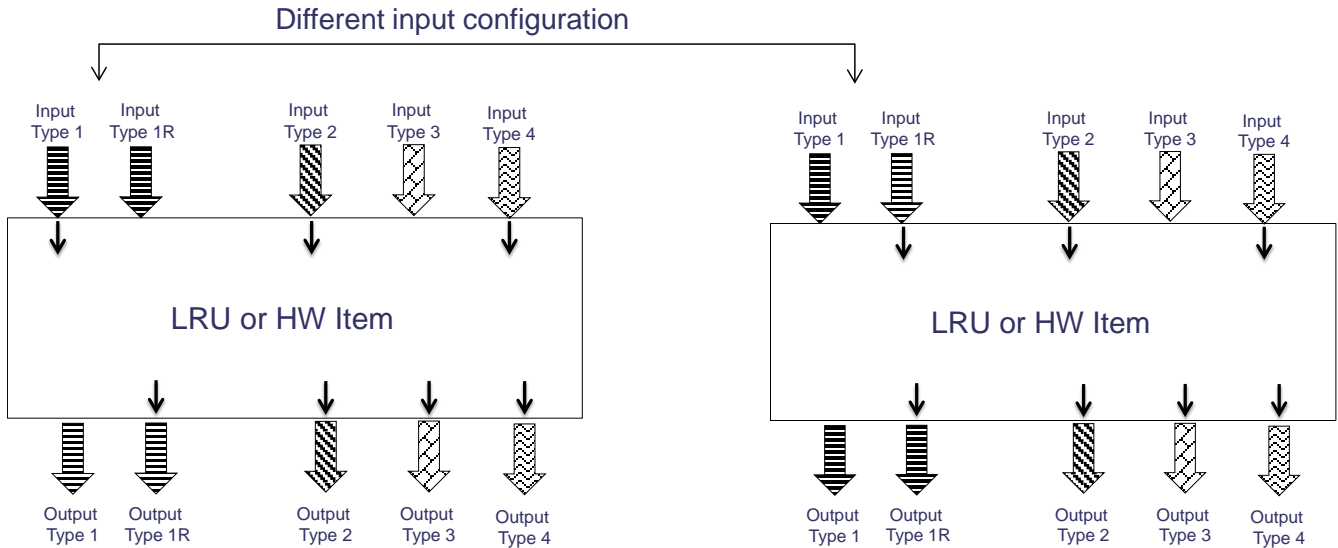 Different input configuration
Input
Type 1
Input
Type 1R
Input
Type 2
Input
Type 3
Input
Type 4
LRU or HW Item
Output
Type 1
Output
Type 1R
Output
Type 2
Output
Type 3
Output
Type 4
Input
Type 1
Input
Type 1R
Input
Type 2
Input
Type 3
Input
Type 4
LRU or HW Item
Output
Type 1
Output
Type 1R
Output
Type 2
Output
Type 3
Output
Type 4